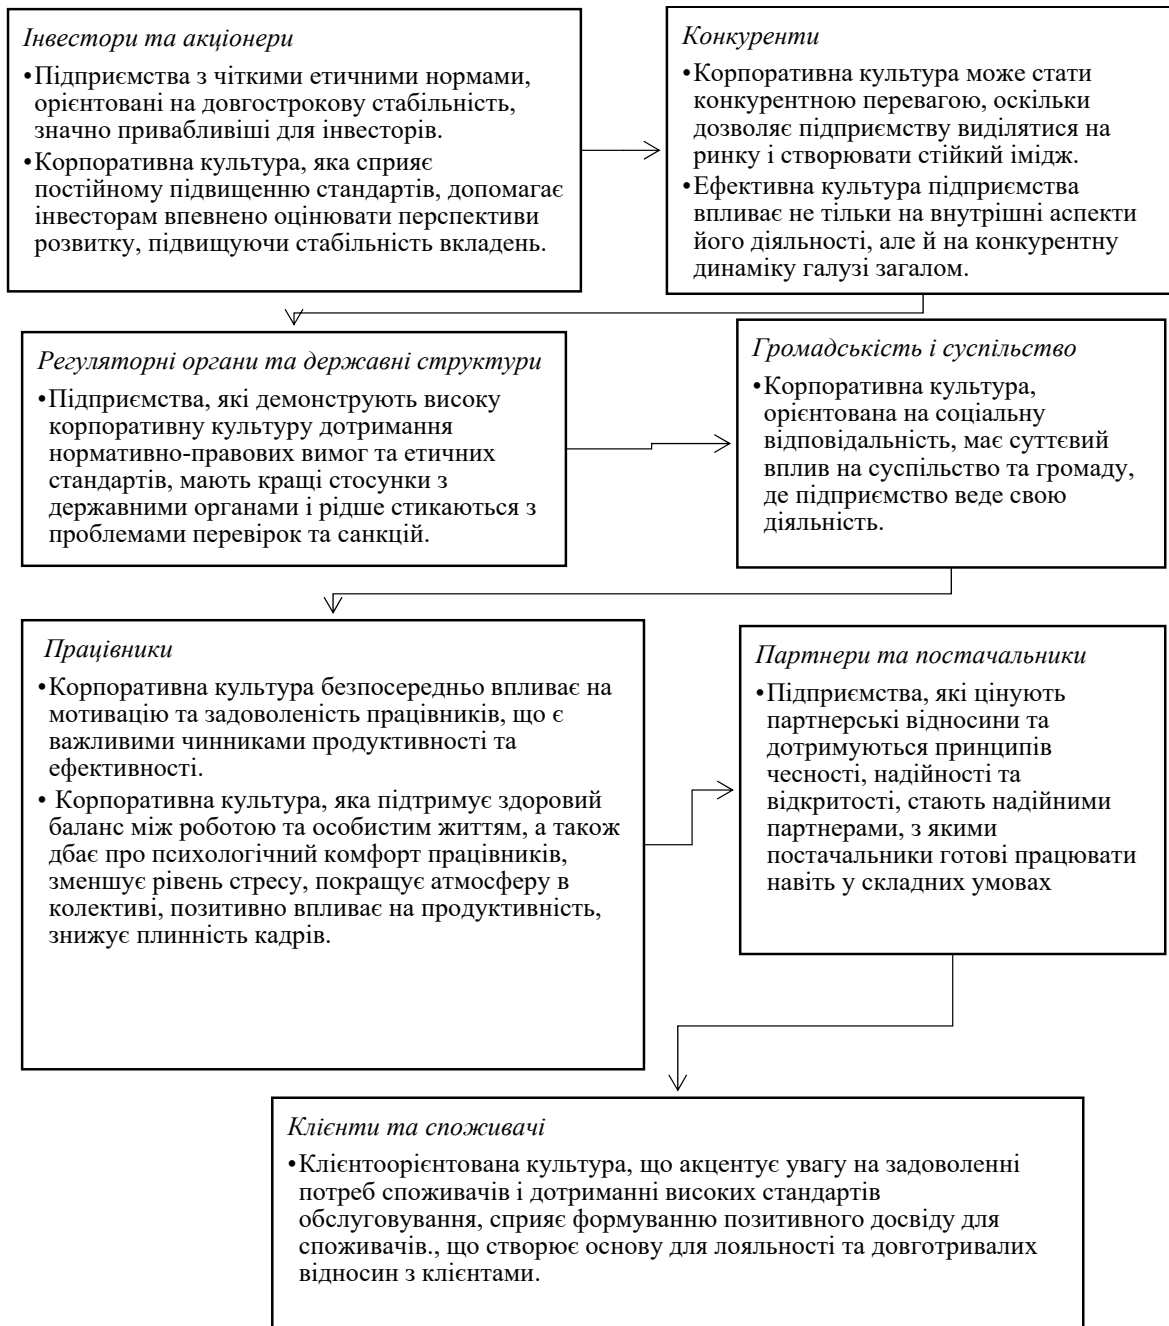 Інвестори та акціонери
•Підприємства з чіткими етичними нормами,
орієнтовані на довгострокову стабільність,
значно привабливіші для інвесторів.
•Корпоративна культура, яка сприяє
постійному підвищенню стандартів, допомагає
інвесторам впевнено оцінювати перспективи
розвитку, підвищуючи стабільність вкладень.
Конкуренти
•Корпоративна культура може стати
конкурентною перевагою, оскільки
дозволяє підприємству виділятися на
ринку і створювати стійкий імідж.
•Ефективна культура підприємства
впливає не тільки на внутрішні аспекти
його діяльності, але й на конкурентну
динаміку галузі загалом.
Регуляторні органи та державні структури
•Підприємства, які демонструють високу
корпоративну культуру дотримання
нормативно-правових вимог та етичних
стандартів, мають кращі стосунки з
державними органами і рідше стикаються з
проблемами перевірок та санкцій.
Громадськість і суспільство
•Корпоративна культура,
орієнтована на соціальну
відповідальність, має суттєвий
вплив на суспільство та громаду,
де підприємство веде свою
діяльність.
Працівники
•Корпоративна культура безпосередньо впливає на
мотивацію та задоволеність працівників, що є
важливими чинниками продуктивності та
ефективності.
• Корпоративна культура, яка підтримує здоровий
баланс між роботою та особистим життям, а також
дбає про психологічний комфорт працівників,
зменшує рівень стресу, покращує атмосферу в
колективі, позитивно впливає на продуктивність,
знижує плинність кадрів.
Партнери та постачальники
•Підприємства, які цінують
партнерські відносини та
дотримуються принципів
чесності, надійності та
відкритості, стають надійними
партнерами, з якими
постачальники готові працювати
навіть у складних умовах
Клієнти та споживачі
•Клієнтоорієнтована культура, що акцентує увагу на задоволенні
потреб споживачів і дотриманні високих стандартів
обслуговування, сприяє формуванню позитивного досвіду для
споживачів., що створює основу для лояльності та довготривалих
відносин з клієнтами.